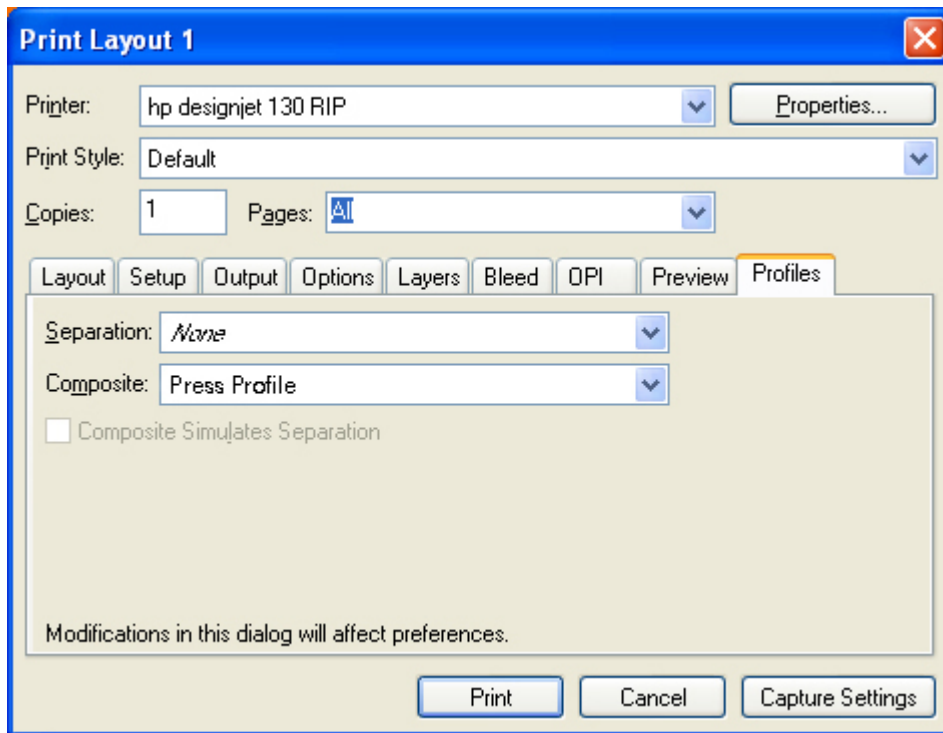 Print Layout 1
Printer: hp designjet 130 RIP Properties...
Print Style: Default
Copies: 1 Pages: All
Layout Setup Output Options Layers Bleed OPI Preview Profiles
Separation: None
Composite: Press Profile
Composite Simulates Separation
Modifications in this dialog will affect preferences.
Print Cancel Capture Settings